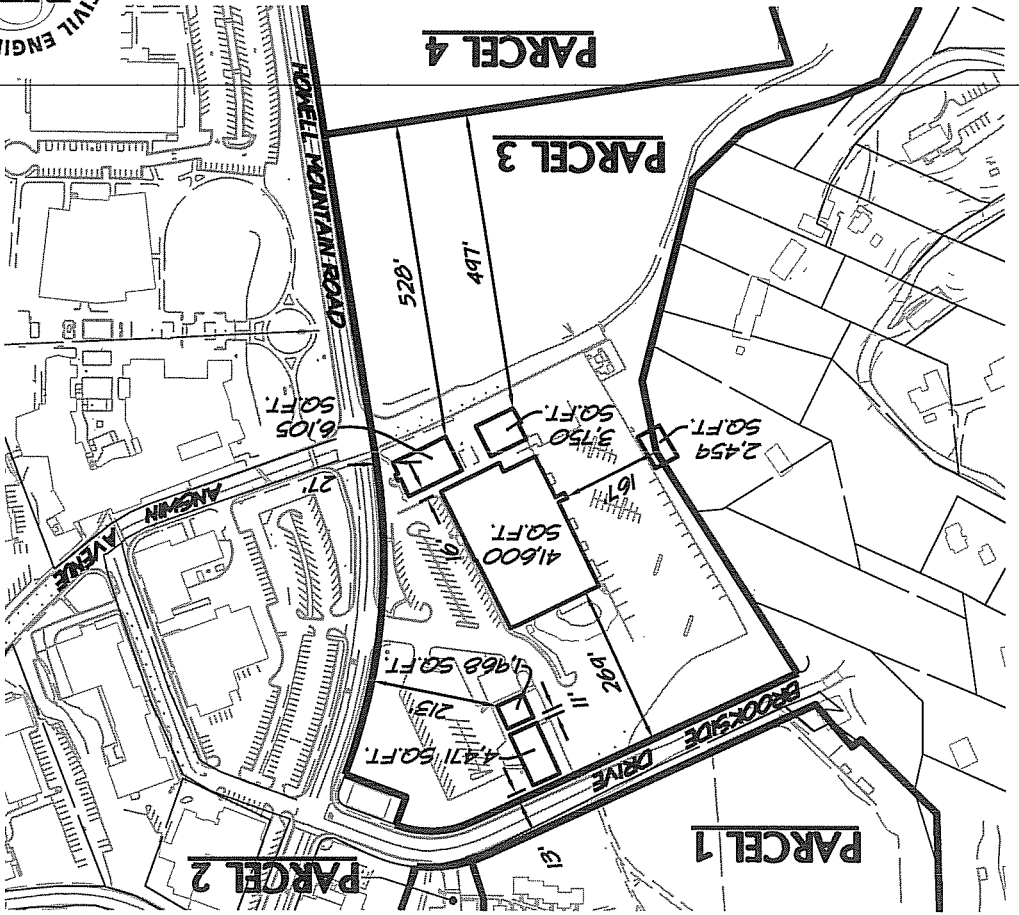 PARCEL 1
PARCEL 2
13'
BROOKSIDE DRIVE
4,471 SQ.FT.
213'
11'
1,968 SQ.FT.
269'
41,600
SQ.FT.
16'
27'
ANGWIN AVENUE
167'
2,459
SQ.FT.
3,750
SQ.FT.
6,105
SQ.FT.
497'
528'
HOWELL MOUNTAIN ROAD
PARCEL 3
PARCEL 4
CIVIL ENGI